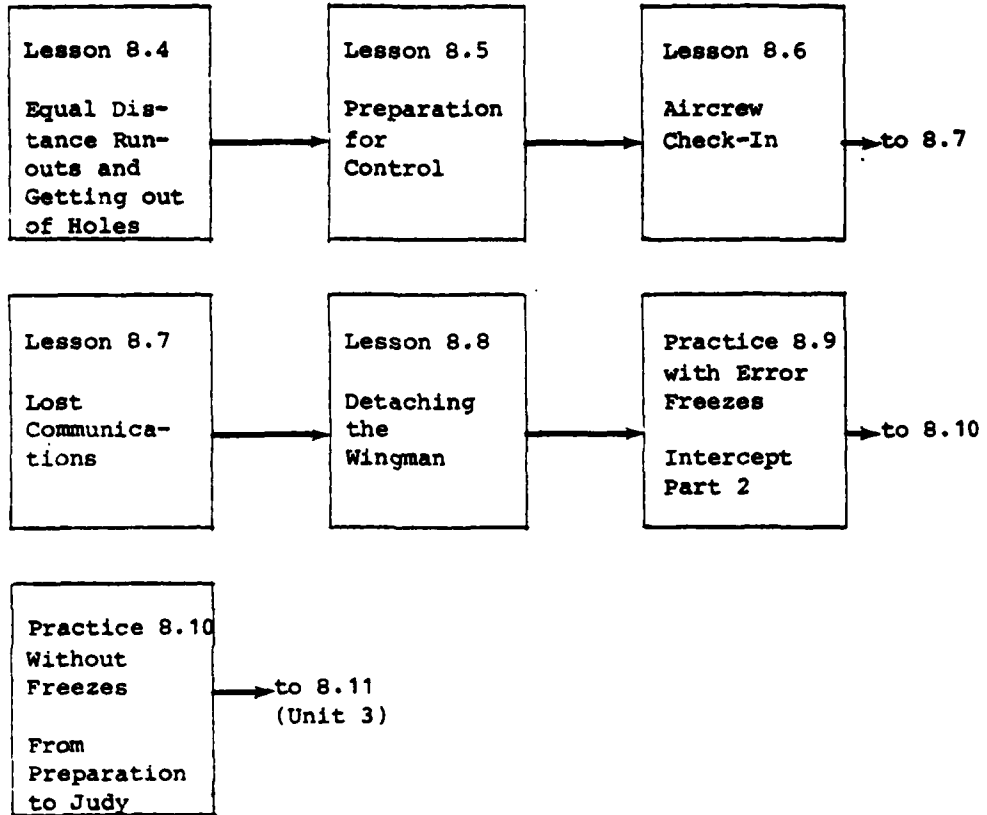 Lesson 8.4
Equal Dis-
tance Run-
outs and
Getting out
of Holes
Lesson 8.5
Preparation
for
Control
Lesson 8.6
Aircrew
Check-In
to 8.7
Lesson 8.7
Lost
Communica-
tions
Lesson 8.8
Detaching
the
Wingman
Practice 8.9
with Error
Freezes
Intercept
Part 2
to 8.10
Practice 8.10
Without
Freezes
From
Preparation
to Judy
to 8.11
(Unit 3)